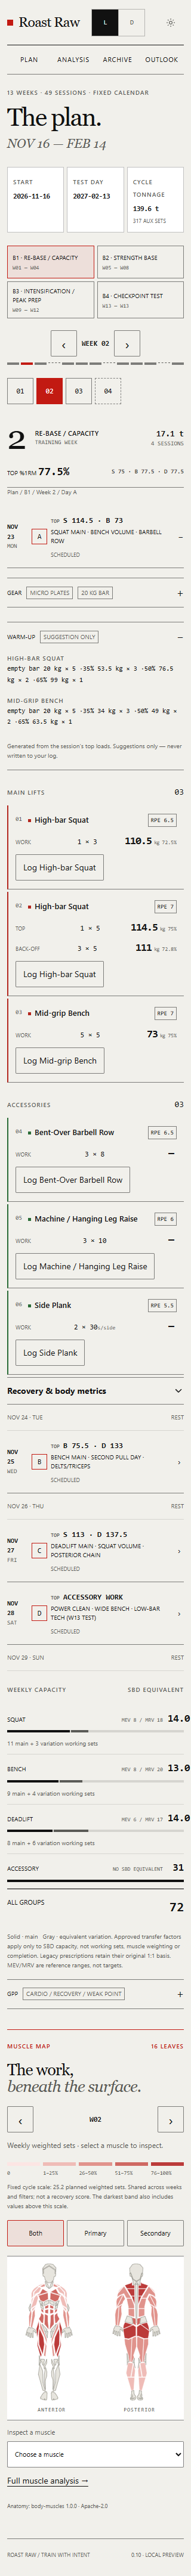 Roast Raw
L D
PLAN ANALYSIS ARCHIVE OUTLOOK
13 WEEKS · 49 SESSIONS · FIXED CALENDAR
The plan.
NOV 16 — FEB 14
START
2026-11-16
TEST DAY
2027-02-13
CYCLE TONNAGE
139.6 t
317 AUX SETS
B1 · RE-BASE / CAPACITY
W01 — W04
B2 · STRENGTH BASE
W05 — W08
B3 · INTENSIFICATION / PEAK PREP
W09 — W12
B4 · CHECKPOINT TEST
W13 — W13
‹ WEEK 02 ›
01 02 03 04
2 RE-BASE / CAPACITY 17.1 t
TRAINING WEEK 4 SESSIONS
TOP %1RM 77.5% S 75 · B 77.5 · D 77.5
Plan / B1 / Week 2 / Day A
NOV 23 MON
A
TOP S 114.5 · B 73
SQUAT MAIN · BENCH VOLUME · BARBELL ROW
SCHEDULED
−
GEAR MICRO PLATES 20 KG BAR +
WARM-UP SUGGESTION ONLY −
HIGH-BAR SQUAT
empty bar 20 kg × 5 ·35% 53.5 kg × 3 ·50% 76.5
kg × 2 ·65% 99 kg × 1
MID-GRIP BENCH
empty bar 20 kg × 5 ·35% 34 kg × 3 ·50% 49 kg ×
2 ·65% 63.5 kg × 1
Generated from the session's top loads. Suggestions only — never
written to your log.
MAIN LIFTS 03
01 High-bar Squat RPE 6.5
WORK 1 × 3 110.5 kg 72.5%
Log High-bar Squat
02 High-bar Squat RPE 7
TOP 1 × 5 114.5 kg 75%
BACK-OFF 3 × 5 111 kg 72.8%
Log High-bar Squat
03 Mid-grip Bench RPE 7
WORK 5 × 5 73 kg 75%
Log Mid-grip Bench
ACCESSORIES 03
04 Bent-Over Barbell Row RPE 6.5
WORK 3 × 8 —
Log Bent-Over Barbell Row
05 Machine / Hanging Leg Raise RPE 6
WORK 3 × 10 —
Log Machine / Hanging Leg Raise
06 Side Plank RPE 5.5
WORK 2 × 30s/side —
Log Side Plank
Recovery & body metrics
NOV 24 · TUE REST
NOV 25 WED
B
TOP B 75.5 · D 133
BENCH MAIN · SECOND PULL DAY · DELTS/TRICEPS
SCHEDULED
›
NOV 26 · THU REST
NOV 27 FRI
C
TOP S 113 · D 137.5
DEADLIFT MAIN · SQUAT VOLUME · POSTERIOR CHAIN
SCHEDULED
›
NOV 28 SAT
D
TOP ACCESSORY WORK
POWER CLEAN · WIDE BENCH · LOW-BAR TECH (W13 TEST)
SCHEDULED
›
NOV 29 · SUN REST
WEEKLY CAPACITY SBD EQUIVALENT
SQUAT MEV 8 / MRV 18 14.0
11 main + 3 variation working sets
BENCH MEV 8 / MRV 20 13.0
9 main + 4 variation working sets
DEADLIFT MEV 6 / MRV 17 14.0
8 main + 6 variation working sets
ACCESSORY NO SBD EQUIVALENT 31
ALL GROUPS 72
Solid · main · Gray · equivalent variation. Approved transfer factors
apply only to SBD capacity, not working sets, muscle weighting or
completion. Legacy prescriptions retain their original 1:1 basis.
MEV/MRV are reference ranges, not targets.
GPP CARDIO / RECOVERY / WEAK POINT +
MUSCLE MAP 16 LEAVES
The work,
beneath the surface.
‹ W02 ›
Weekly weighted sets · select a muscle to inspect.
0 1–25% 26–50% 51–75% 76–100%
Fixed cycle scale: 25.2 planned weighted sets. Shared across weeks
and filters; not a recovery score. The darkest band also includes
values above this scale.
Both Primary Secondary
ANTERIOR POSTERIOR
Inspect a muscle
Choose a muscle
Full muscle analysis →
Anatomy: body-muscles 1.0.0 · Apache-2.0
ROAST RAW / TRAIN WITH INTENT 0.10 · LOCAL PREVIEW